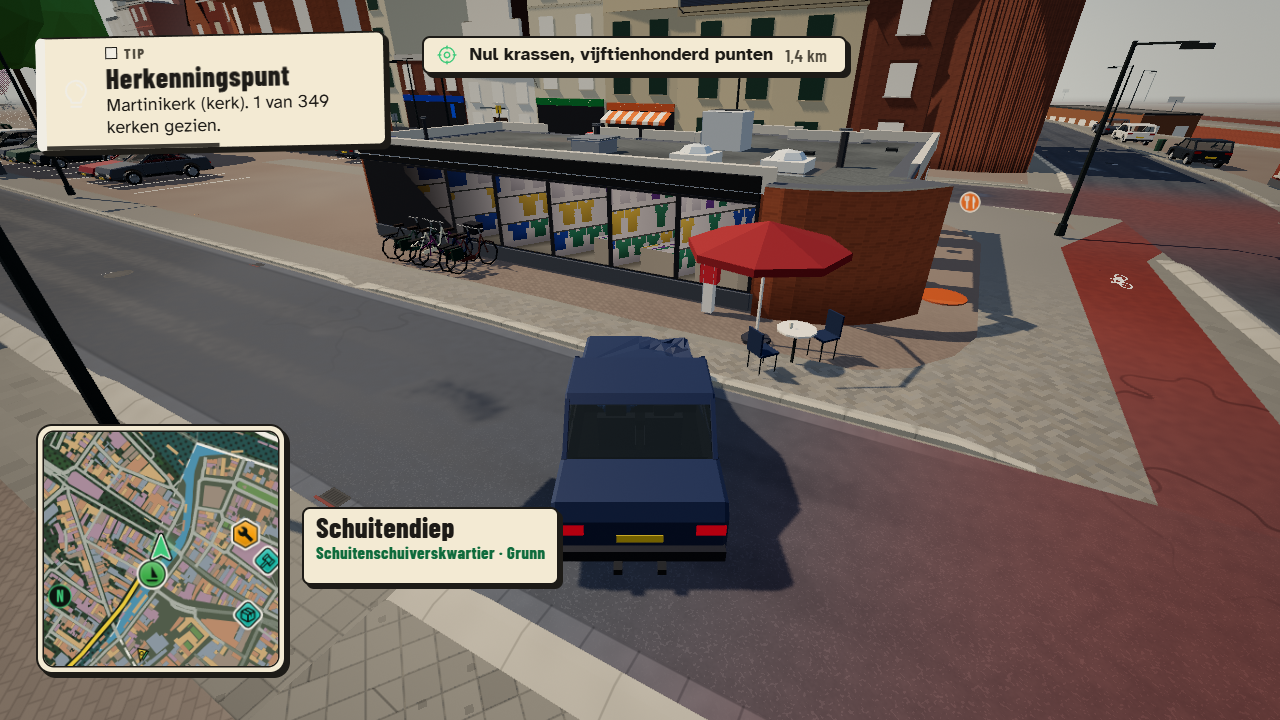 TIP
Herkenningspunt
Martinikerk (kerk). 1 van 349
kerken gezien.
Nul krassen, vijftienhonderd punten 1,4 km
Schuitendiep
Schuitenschuiverskwartier · Grunn
N